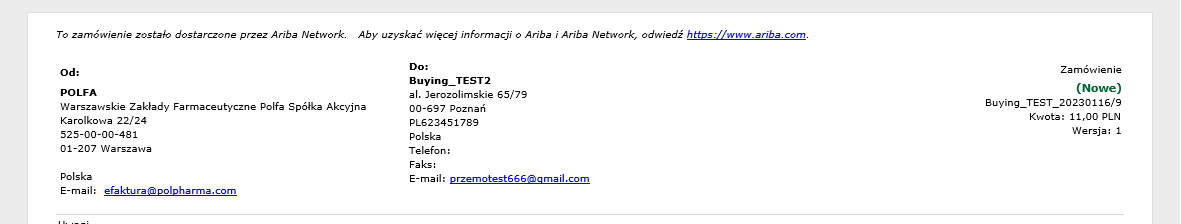 To zamówienie zostało dostarczone przez Ariba Network. Aby uzyskać więcej informacji o Ariba i Ariba Network, odwiedź https://www.ariba.com.
Od:
POLFA
Warszawskie Zakłady Farmaceutyczne Polfa Spółka Akcyjna
Karolkowa 22/24
525-00-00-481
01-207 Warszawa
Polska
E-mail: efaktura@polpharma.com
Do:
Buying_TEST2
al. Jerozolimskie 65/79
00-697 Poznań
PL623451789
Polska
Telefon:
Faks:
E-mail: przemotest666@gmail.com
Zamówienie
(Nowe)
Buying_TEST_20230116/9
Kwota: 11,00 PLN
Wersja: 1